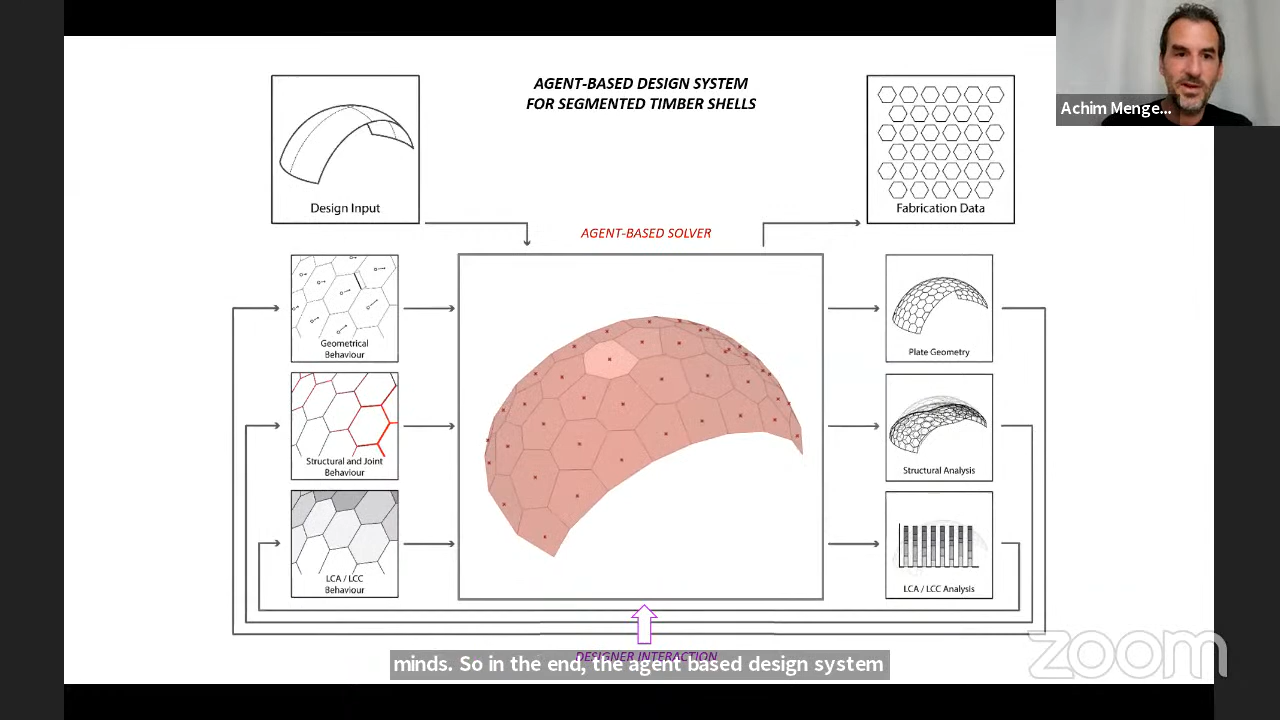 AGENT-BASED DESIGN SYSTEM
FOR SEGMENTED TIMBER SHELLS
Achim Menge...
Design Input
Fabrication Data
AGENT-BASED SOLVER
Geometrical
Behaviour
Plate Geometry
Structural and Joint
Behaviour
Structural Analysis
LCA / LCC
Behaviour
LCA / LCC Analysis
DESIGNER INTERACTION
minds. So in the end, the agent based design system
zoom